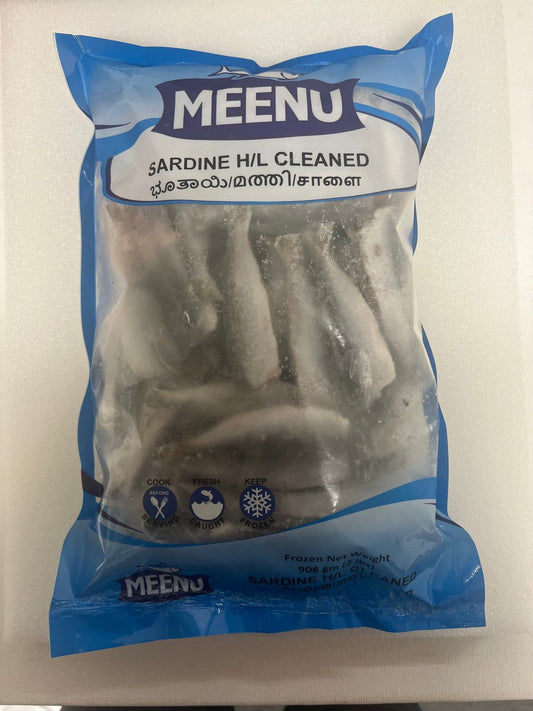 MEENU
SARDINE H/L CLEANED
ಭೂತಾಯಿ/മത്തി/சாளை
COOK
BEFORE
SERVING
FRESH
CAUGHT
KEEP
FROZEN
Frozen Net Weight
908 gm (2 lbs)
MEENU
SARDINE H/L CLEANED